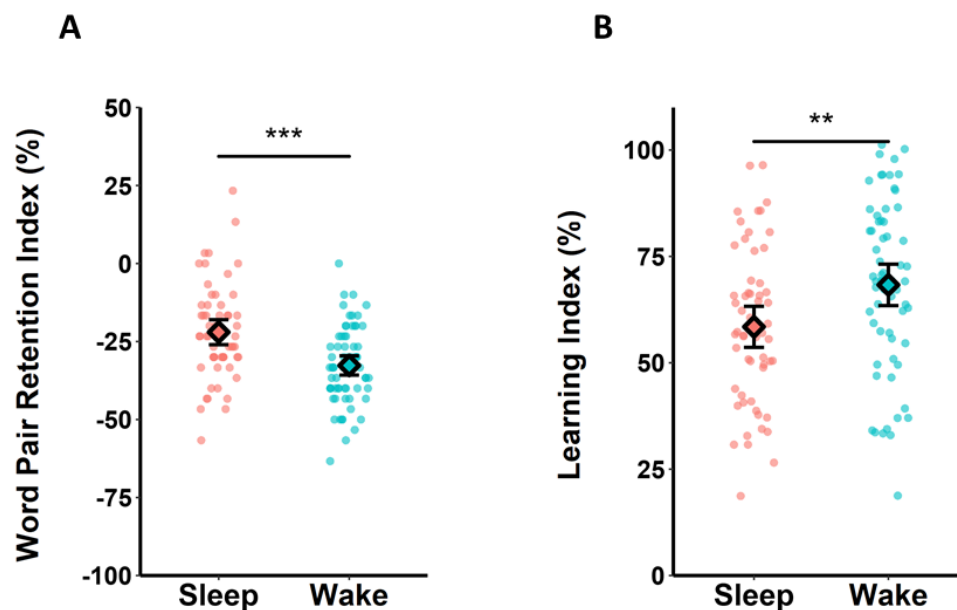 A
B
Word Pair Retention Index (%)
50
25
0
-25
-50
-75
-100
***
Sleep
Wake
Learning Index (%)
100
75
50
25
0
**
Sleep
Wake